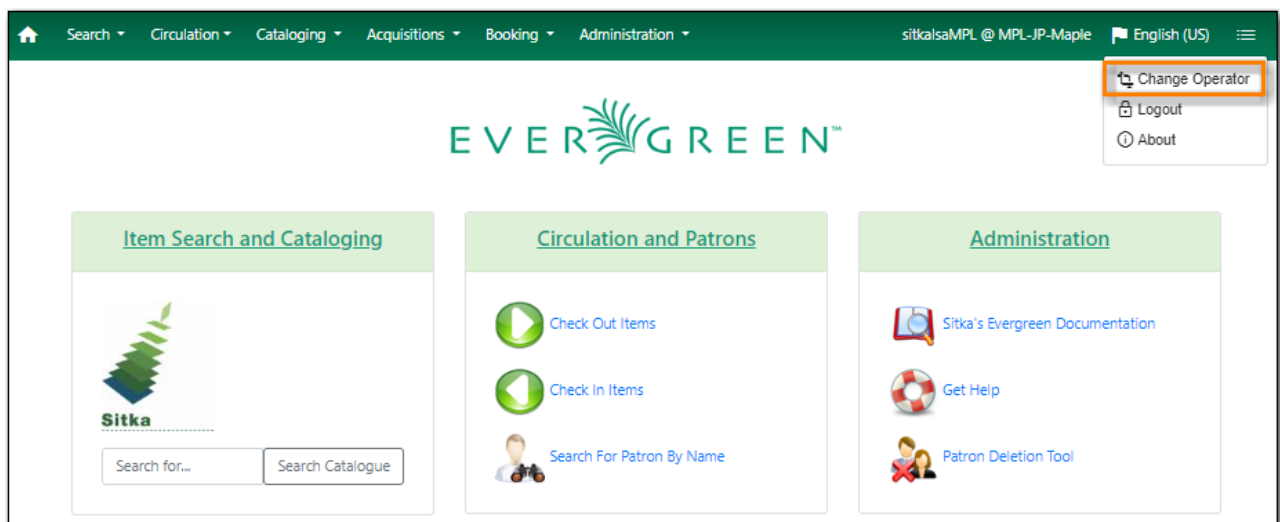 Search Circulation Cataloging Acquisitions Booking Administration sitkalsaMPL @ MPL-JP-Maple English (US)
Change Operator
Logout
About
EVERGREEN™
Item Search and Cataloging
Circulation and Patrons
Administration
Sitka
Search for...
Search Catalogue
Check Out Items
Check In Items
Search For Patron By Name
Sitka's Evergreen Documentation
Get Help
Patron Deletion Tool